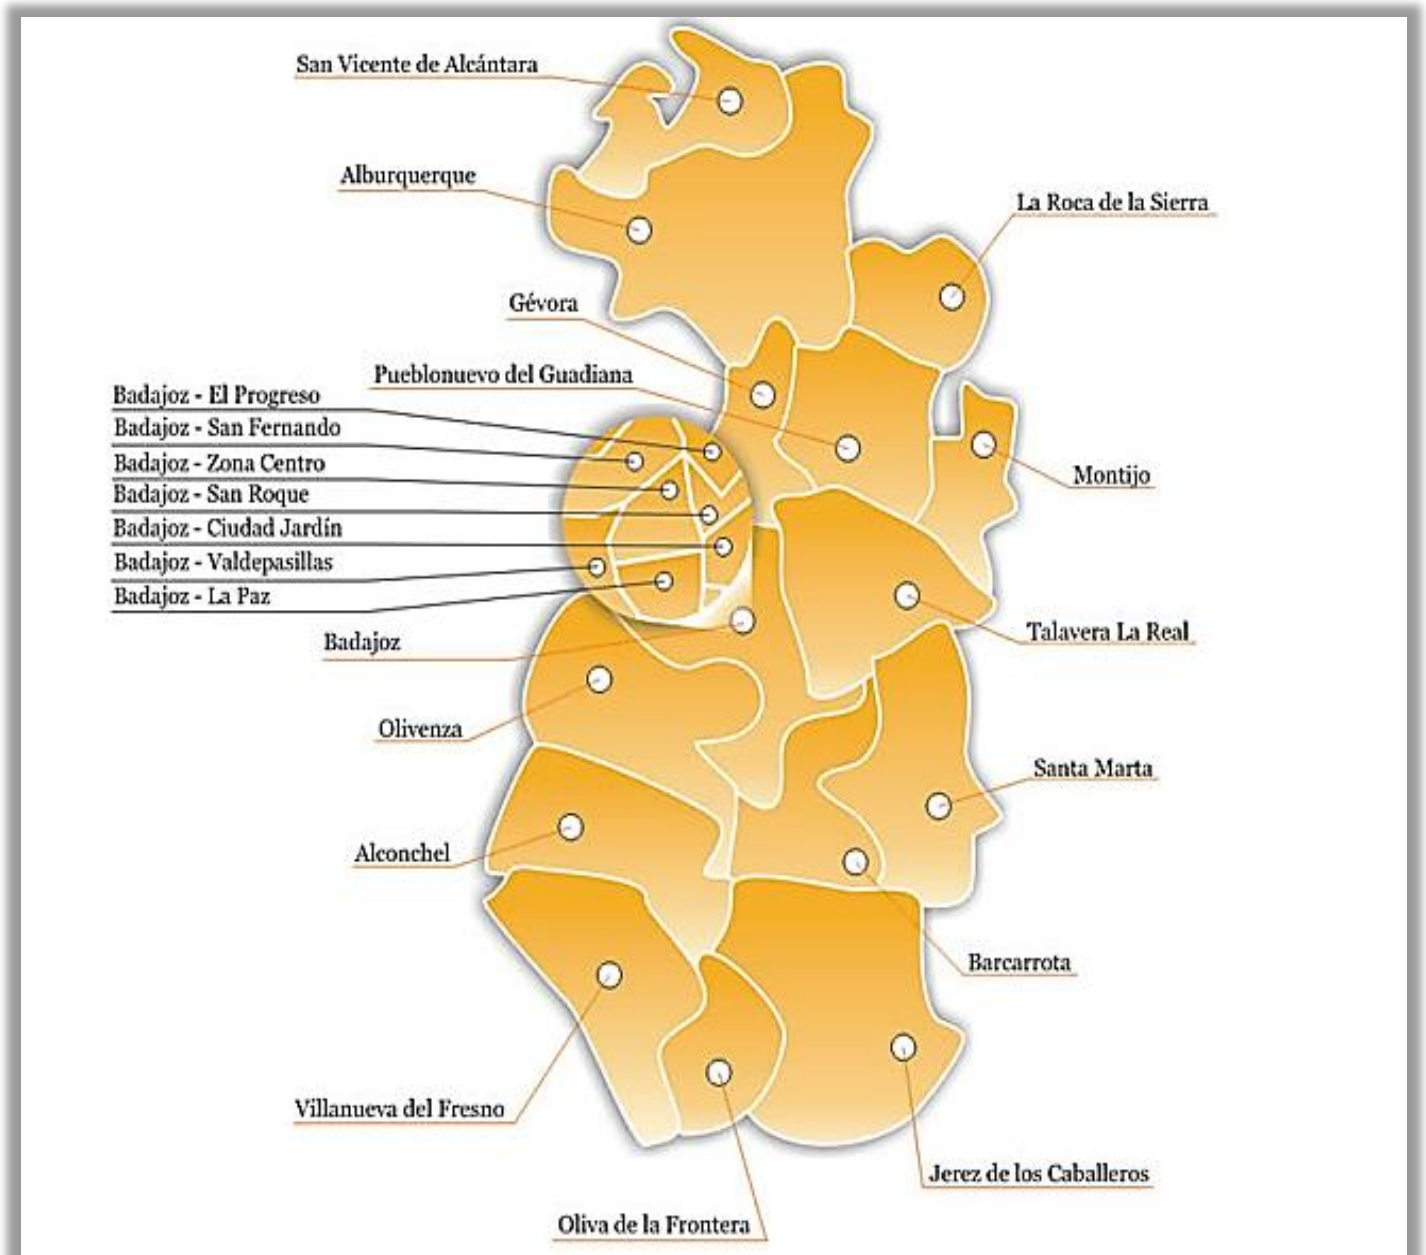 San Vicente de Alcántara
Alburquerque
La Roca de la Sierra
Gévora
Pueblonuevo del Guadiana
Badajoz - El Progreso
Badajoz - San Fernando
Badajoz - Zona Centro
Badajoz - San Roque
Badajoz - Ciudad Jardín
Badajoz - Valdepasillas
Badajoz - La Paz
Montijo
Badajoz
Talavera La Real
Olivenza
Santa Marta
Alconchel
Barcarrota
Villanueva del Fresno
Jerez de los Caballeros
Oliva de la Frontera